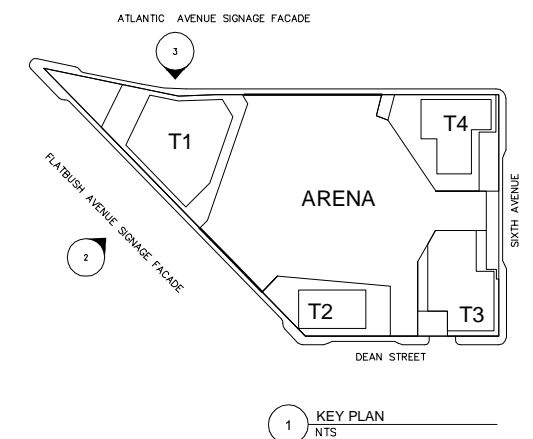 ATLANTIC AVENUE SIGNAGE FACADE
3
T1
T4
ARENA
SIXTH AVENUE
FLATBUSH AVENUE SIGNAGE FACADE
2
T2
T3
DEAN STREET
1 KEY PLAN
NTS